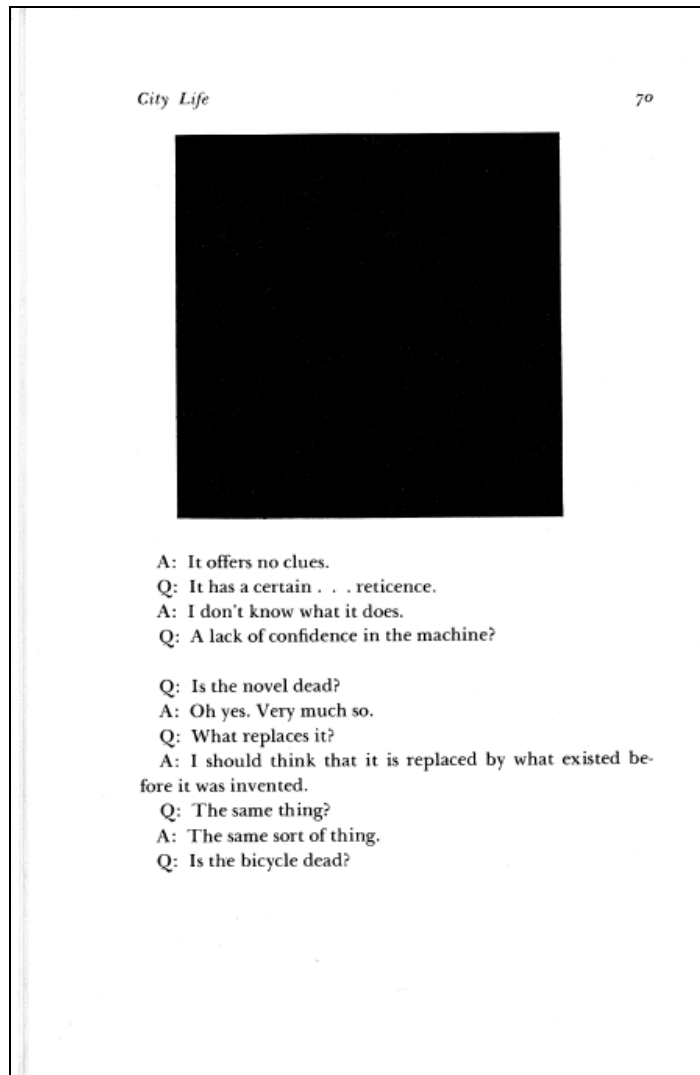 City Life 70
A: It offers no clues.
Q: It has a certain . . . reticence.
A: I don't know what it does.
Q: A lack of confidence in the machine?
Q: Is the novel dead?
A: Oh yes. Very much so.
Q: What replaces it?
A: I should think that it is replaced by what existed be-
fore it was invented.
Q: The same thing?
A: The same sort of thing.
Q: Is the bicycle dead?